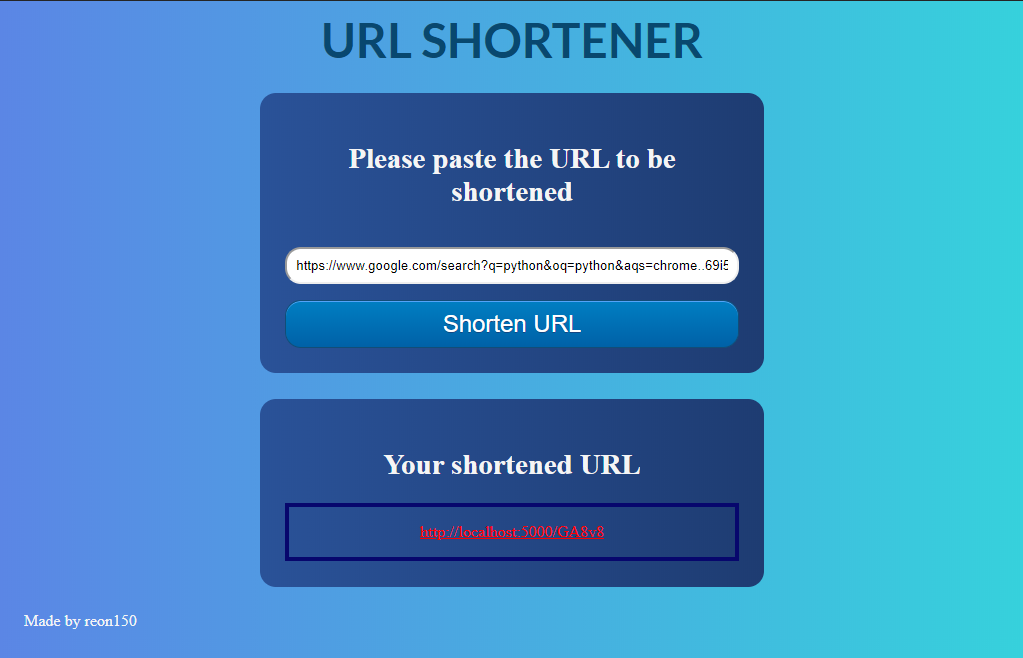 URL SHORTENER
Please paste the URL to be
shortened
https://www.google.com/search?q=python&oq=python&aqs=chrome..69i5
Shorten URL
Your shortened URL
http://localhost:5000/GA8v8
Made by reon150